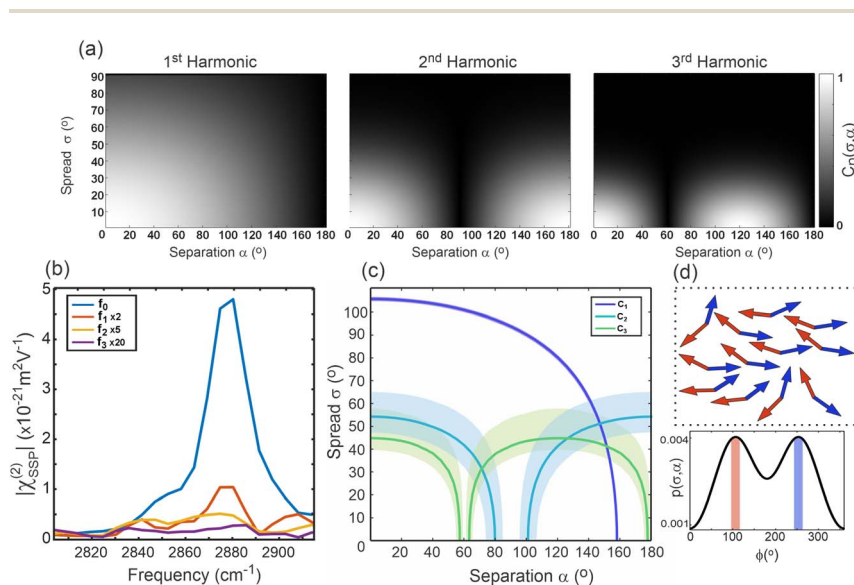 (a)
1st Harmonic 2nd Harmonic 3rd Harmonic
Spread σ (°)
90
80
70
60
50
40
30
20
10
0 20 40 60 80 100 120 140 160 180
Separation α (°)
0 20 40 60 80 100 120 140 160 180
Separation α (°)
0 20 40 60 80 100 120 140 160 180
Separation α (°)
1
0
Cn(σ,α)
(b)
|χ(2)SSP| (x10-21m2V-1)
5
4
3
2
1
0
f0
f1 x2
f2 x5
f3 x20
2820 2840 2860 2880 2900
Frequency (cm-1)
(c)
Spread σ (°)
100
90
80
70
60
50
40
30
20
10
0
c1
c2
c3
20 40 60 80 100 120 140 160 180
Separation α (°)
(d)
p(σ,α)
0.004
0.001
0 100 200 300
ϕ(°)